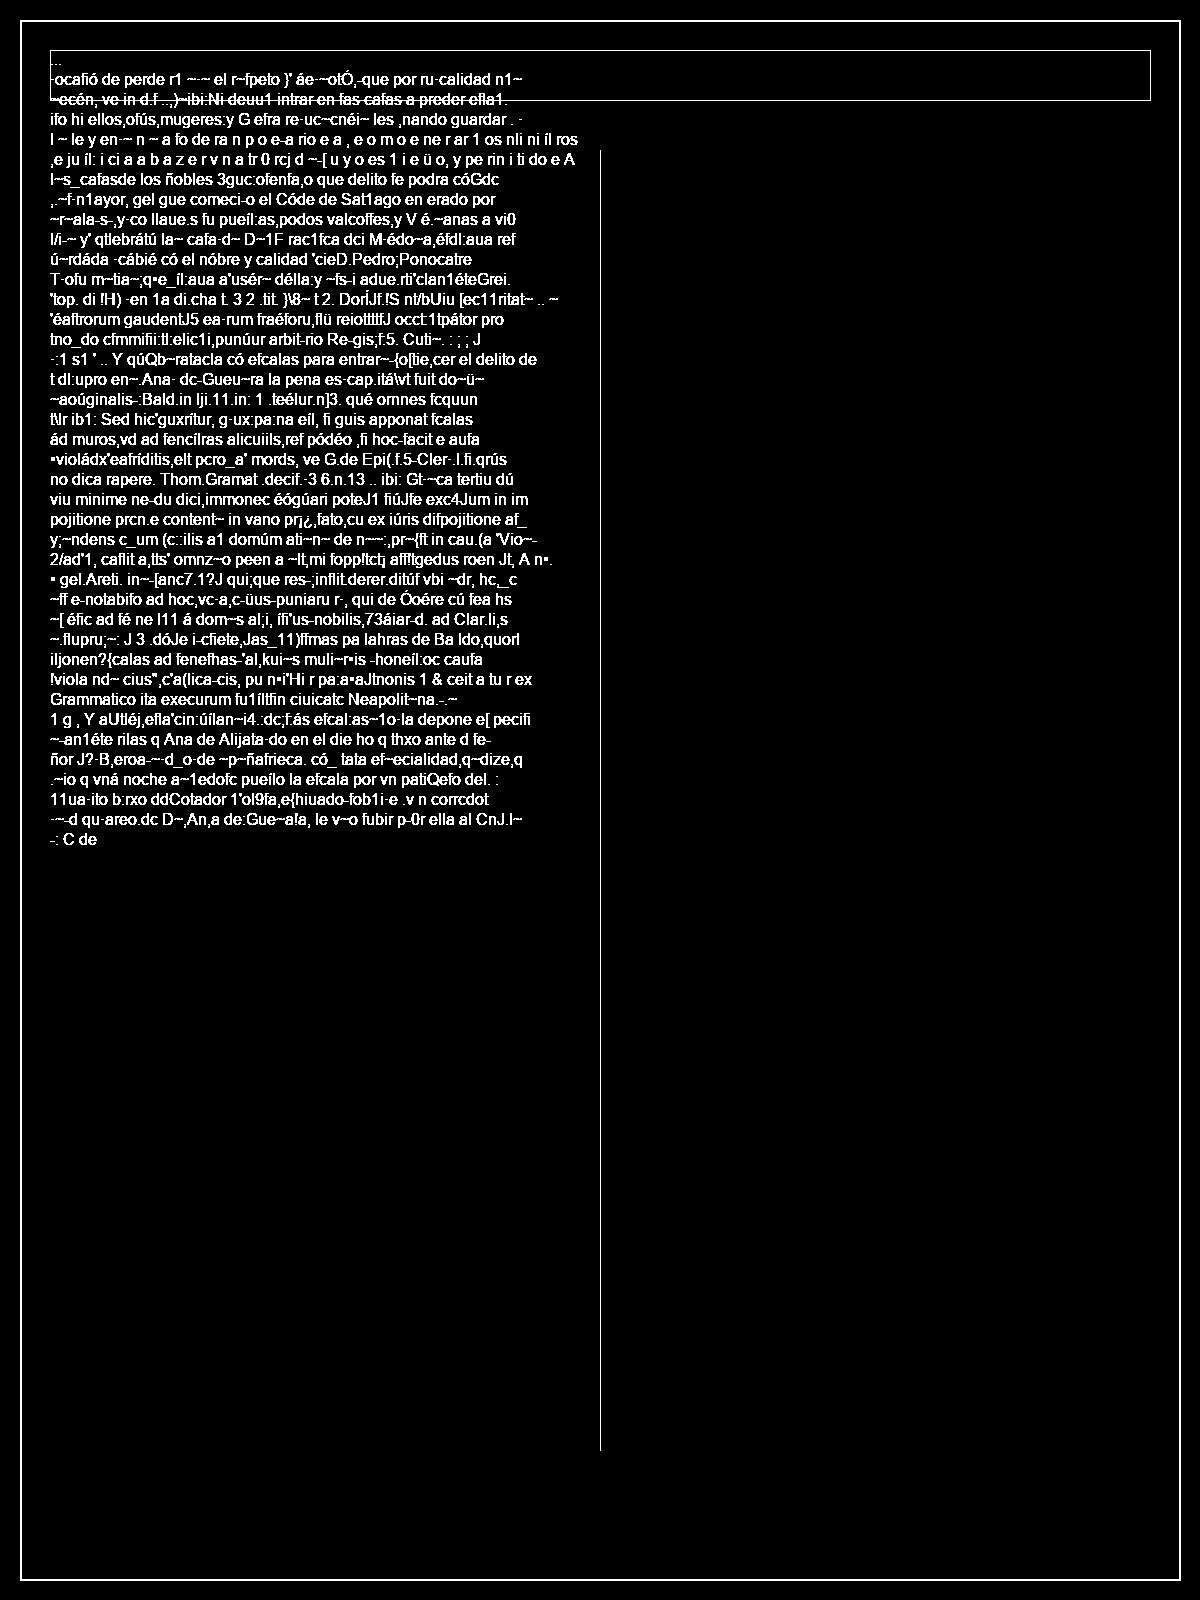 ...
-ocafió de perde r1 ~-~ el r~fpeto }' áe-~otÓ,-que por ru-calidad n1~
~ecén, ve in d.f ..,)~ibi:Ni deuu1 intrar en fas cafas a preder efla1.
ifo hi ellos,ofús,mugeres:y G efra re-uc~cnéi~ les ,nando guardar . -
l ~ le y en-~ n ~ a fo de ra n p o e-a rio e a , e o m o e ne r ar 1 os nli ni íl ros
,e ju íl: i ci a a b a z e r v n a tr 0 rcj d ~-[ u y o es 1 i e ü o, y pe rin i ti do e A
l~s_cafasde los ñobles 3guc:ofenfa,o que delito fe podra cóGdc
,.~f-n1ayor, gel gue comeci-o el Códe de Sat1ago en erado por
~r~ala-s-,y-co llaue.s fu pueíl:as,podos valcoffes,y V é.~anas a vi0
l/i-~ y' qtlebrátú la~ cafa-d~ D~1F rac1fca dci M-édo~a,éfdl:aua ref
ú~rdáda -cábié có el nóbre y calidad 'cieD.Pedro;Ponocatre
T-ofu m~tia~;q•e_íl:aua a'usér~ délla:y ~fs-i adue.rti'clan1éteGrei.
'top. di !H) -en 1a di.cha t. 3 2 .tit. }\8~ t 2. DorÍJf.!S nt/bUiu [ec11ritat~ .. ~
'éaftrorum gaudentJ5 ea-rum fraéforu,flü reiottttfJ occt:1tpátor pro
tno_do cfmmifii:tl:elic1i,punúur arbit-rio Re-gis;f:5. Cuti~. : ; ; J
-:1 s1 ' .. Y qúQb~ratacla có efcalas para entrar~-{o[tie,cer el delito de
t dl:upro en~.Ana- dc-Gueu~ra la pena es-cap.itá\vt fuit do~ü~
~aoúginalis-:Bald.in lji.11.in: 1 .teélur.n]3. qué omnes fcquun
t\lr ib1: Sed hic'guxrítur, g-ux:pa:na eíl, fi guis apponat fcalas
ád muros,vd ad fencílras alicuiils,ref pódéo ,fi hoc-facit e aufa
•violádx'eafríditis,elt pcro_a' mords, ve G.de Epi(.f.5-Cler-.l.fi.qrús
no dica rapere. Thom.Gramat .decif.-3 6.n.13 .. ibi: Gt-~ca tertiu dú
viu minime ne-du dici,immonec éógúari poteJ1 fiúJfe exc4Jum in im
pojitione prcn.e content~ in vano pr¡¿,fato,cu ex iúris difpojitione af_
y;~ndens c_um (c::ilis a1 domúm ati~n~ de n~~:,pr~{ft in cau.(a 'Vio~-
2/ad'1, caflit a,tts' omnz~o peen a ~lt,mi fopp!tct¡ aff!tgedus roen Jt, A n•.
• gel.Areti. in~-[anc7.1?J qui;que res-;inflit.derer.ditúf vbi ~dr, hc,_c
~ff e-notabifo ad hoc,vc-a,c-üus-puniaru r-, qui de Óoére cú fea hs
~[ éfic ad fé ne l11 á dom~s al;i, ífi'us-nobilis,73áiar-d. ad Clar.li,s
~.flupru;~: J 3 .dóJe i-cfiete,Jas_11)ffmas pa lahras de Ba ldo,quorl
iljonen?{calas ad fenefhas-'al,kui~s muli~r•is -honeíl:oc caufa
!viola nd~ cius",c'a(lica-cis, pu n•i'Hi r pa:a•aJtnonis 1 & ceit a tu r ex
Grammatico ita execurum fu1íltfin ciuicatc Neapolit~na.-.~
1 g , Y aUtléj,efla'cin:úílan~i4.:dc;f:ás efcal:as~1o-la depone e[ pecifi
~-an1éte rilas q Ana de Alijata-do en el die ho q thxo ante d fe-
ñor J?-B,eroa-~-d_o-de ~p~ñafrieca. có_ tata ef~ecialidad,q~dize,q
.~io q vná noche a~1edofc pueílo la efcala por vn patiQefo del. :
11ua-ito b:rxo ddCotador 1'ol9fa,e{hiuado-fob1i-e .v n corrcdot
-~-d qu-areo.dc D~,An,a de:Gue~a!a, le v~o fubir p-0r ella al CnJ.l~
-: C de